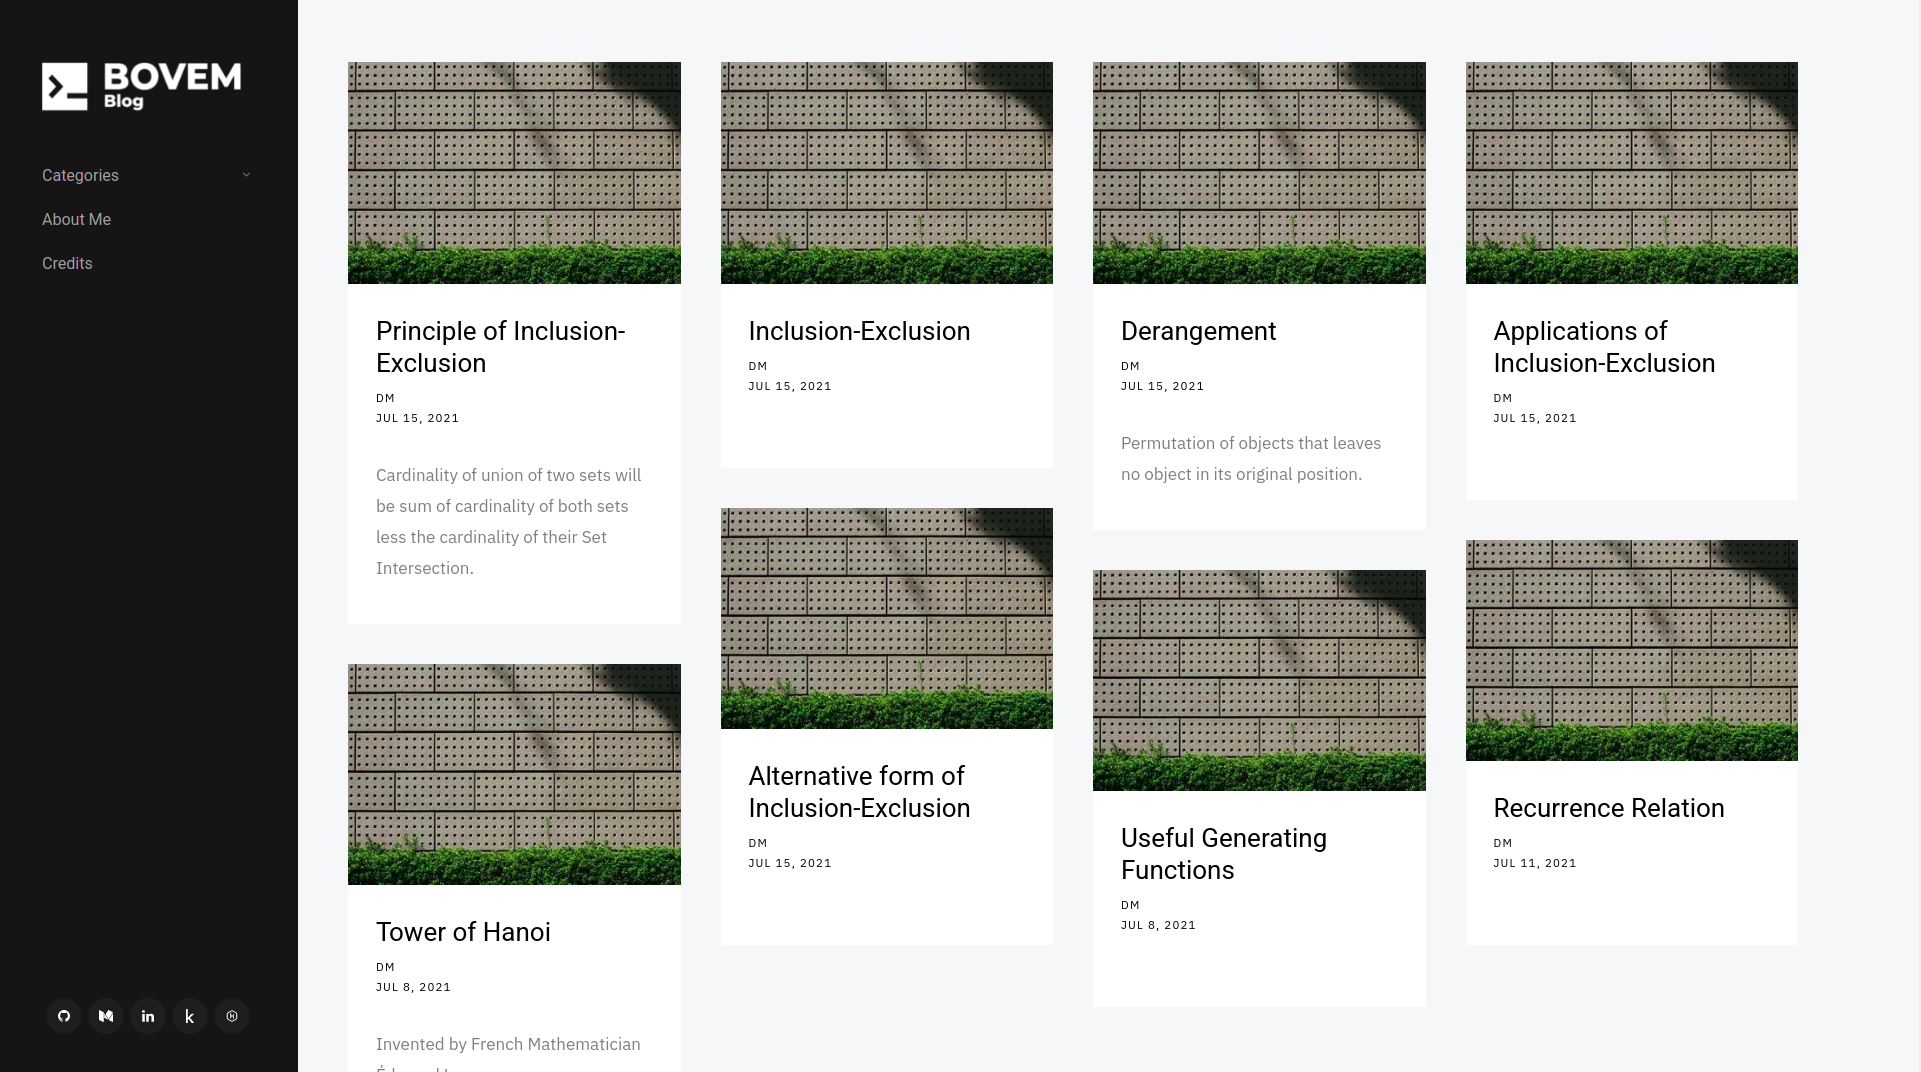 BOVEM
Blog
Categories
About Me
Credits
Principle of Inclusion-
Exclusion
DM
JUL 15, 2021
Cardinality of union of two sets will
be sum of cardinality of both sets
less the cardinality of their Set
Intersection.
Tower of Hanoi
DM
JUL 8, 2021
Invented by French Mathematician
Inclusion-Exclusion
DM
JUL 15, 2021
Alternative form of
Inclusion-Exclusion
DM
JUL 15, 2021
Derangement
DM
JUL 15, 2021
Permutation of objects that leaves
no object in its original position.
Useful Generating
Functions
DM
JUL 8, 2021
Applications of
Inclusion-Exclusion
DM
JUL 15, 2021
Recurrence Relation
DM
JUL 11, 2021